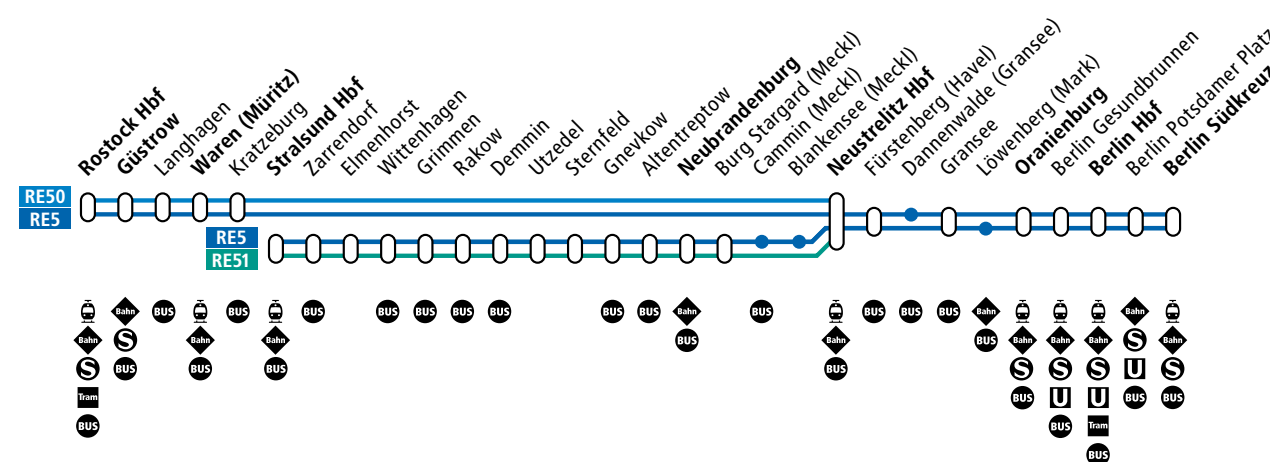 Rostock Hbf
Güstrow
Langhagen
Waren (Müritz)
Kratzeburg
Stralsund Hbf
Zarrendorf
Elmenhorst
Wittenhagen
Grimmen
Rakow
Demmin
Utzedel
Sternfeld
Gnevkow
Altentreptow
Neubrandenburg
Burg Stargard (Meckl)
Cammin (Meckl)
Blankensee (Meckl)
Neustrelitz Hbf
Fürstenberg (Havel)
Dannenwalde (Gransee)
Gransee
Löwenberg (Mark)
Oranienburg
Berlin Gesundbrunnen
Berlin Hbf
Berlin Potsdamer Platz
Berlin Südkreuz
RE50
RE5
RE5
RE51
Bahn BUS BUS BUS BUS BUS BUS BUS BUS BUS BUS BUS BUS BUS BUS Bahn Bahn
Bahn S Bahn Bahn BUS Bahn BUS Bahn Bahn Bahn S Bahn
S BUS BUS BUS BUS S S S U S
Tram BUS U U BUS BUS
BUS BUS Tram
BUS